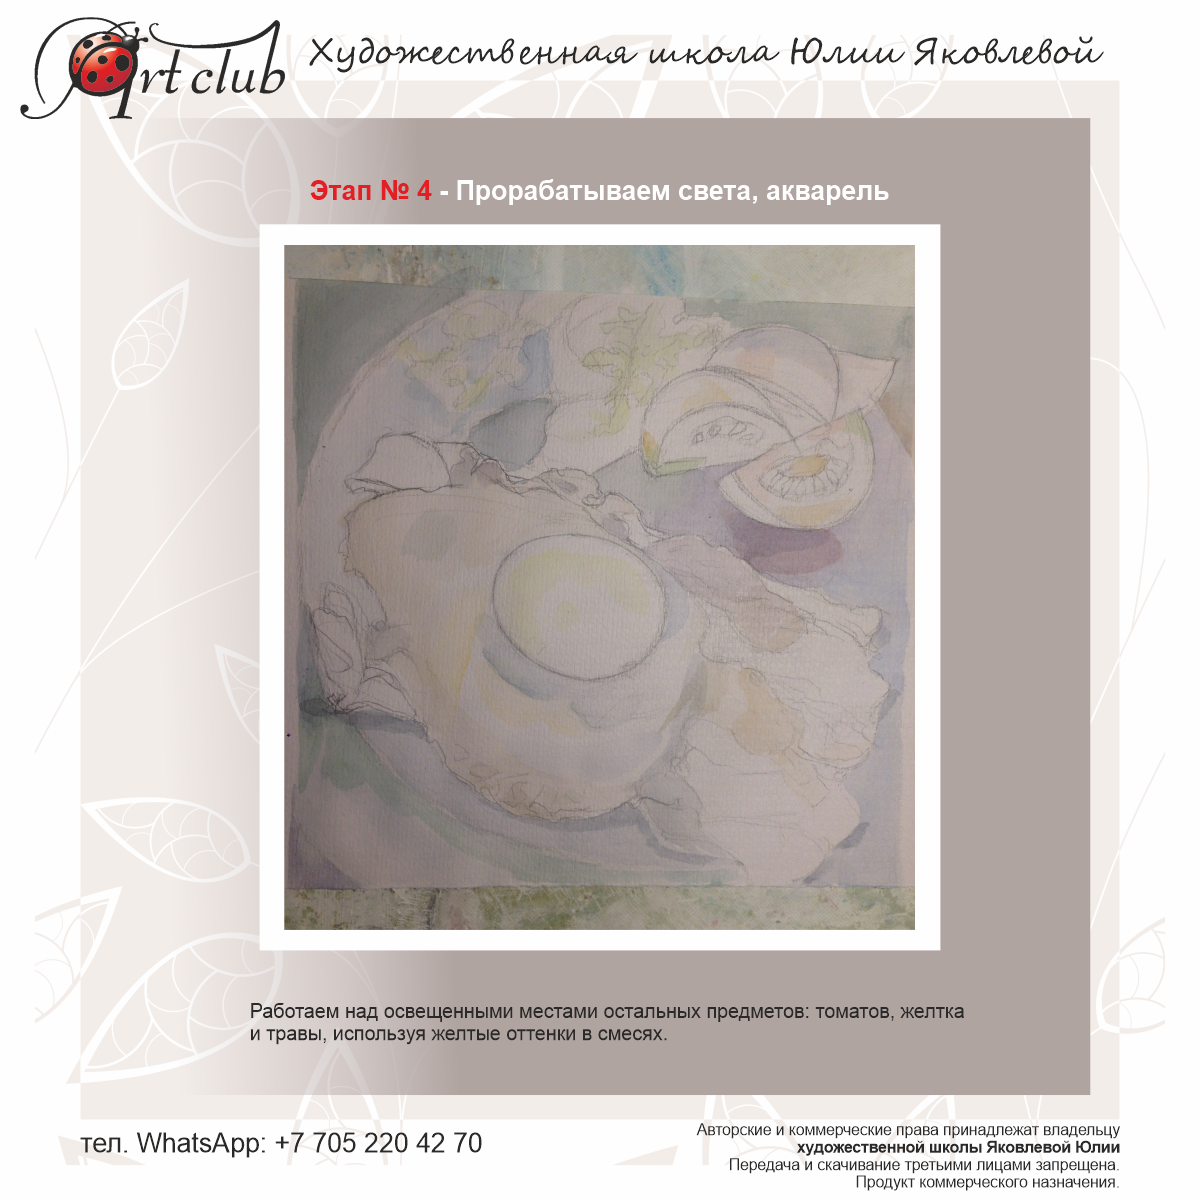 Art club
Художественная школа Юлии Яковлевой
Этап № 4 - Прорабатываем света, акварель
Работаем над освещенными местами остальных предметов: томатов, желтка
и травы, используя желтые оттенки в смесях.
тел. WhatsApp: +7 705 220 42 70
Авторские и коммерческие права принадлежат владельцу
художественной школы Яковлевой Юлии
Передача и скачивание третьими лицами запрещена.
Продукт коммерческого назначения.